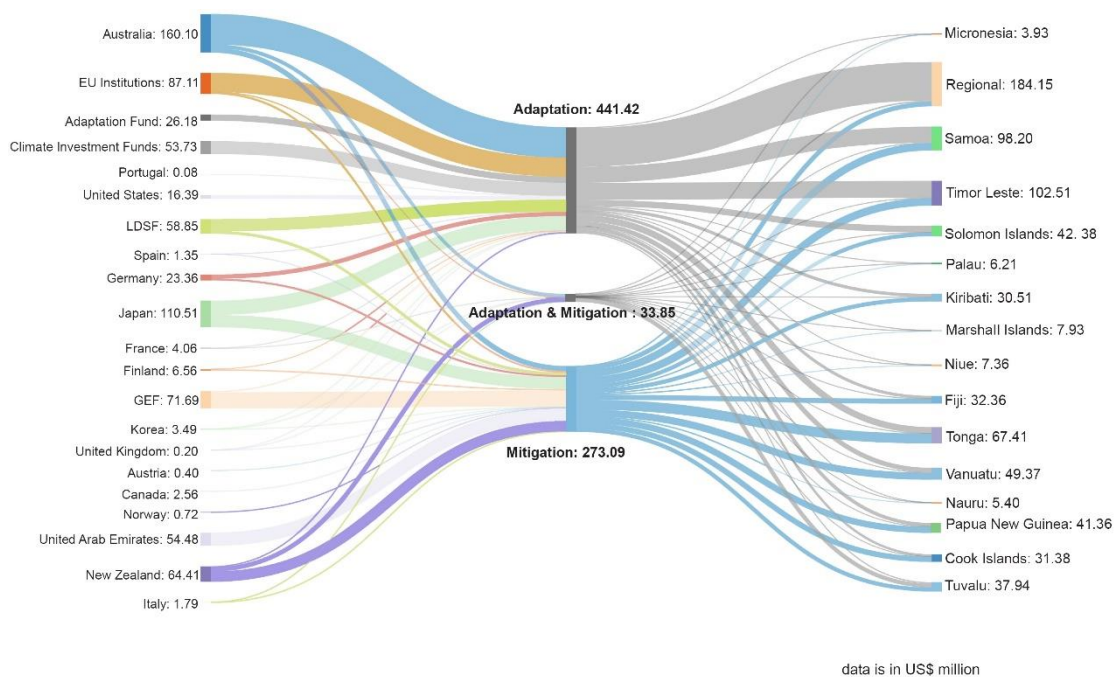 Australia: 160.10
EU Institutions: 87.11
Adaptation Fund: 26.18
Climate Investment Funds: 53.73
Portugal: 0.08
United States: 16.39
LDSF: 58.85
Spain: 1.35
Germany: 23.36
Japan: 110.51
France: 4.06
Finland: 6.56
GEF: 71.69
Korea: 3.49
United Kingdom: 0.20
Austria: 0.40
Canada: 2.56
Norway: 0.72
United Arab Emirates: 54.48
New Zealand: 64.41
Italy: 1.79
Adaptation: 441.42
Adaptation & Mitigation : 33.85
Mitigation: 273.09
Micronesia: 3.93
Regional: 184.15
Samoa: 98.20
Timor Leste: 102.51
Solomon Islands: 42. 38
Palau: 6.21
Kiribati: 30.51
Marshall Islands: 7.93
Niue: 7.36
Fiji: 32.36
Tonga: 67.41
Vanuatu: 49.37
Nauru: 5.40
Papua New Guinea: 41.36
Cook Islands: 31.38
Tuvalu: 37.94
data is in US$ million